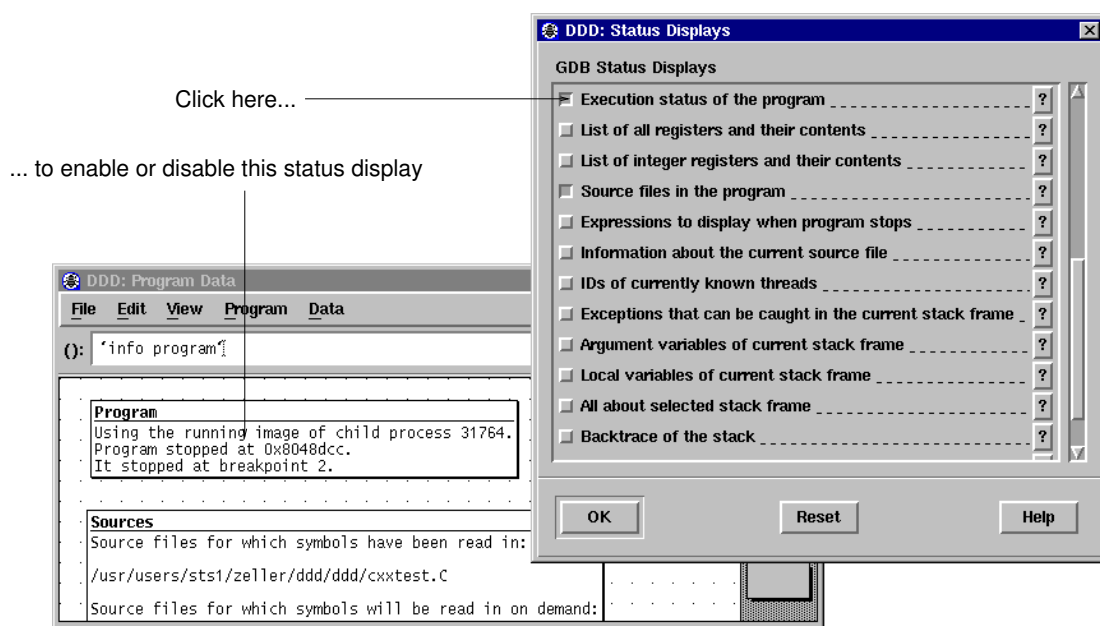 DDD: Status Displays
GDB Status Displays
Click here...
Execution status of the program ?
List of all registers and their contents ?
... to enable or disable this status display
List of integer registers and their contents ?
Source files in the program ?
Expressions to display when program stops ?
Information about the current source file ?
IDs of currently known threads ?
Exceptions that can be caught in the current stack frame ?
Argument variables of current stack frame ?
Local variables of current stack frame ?
All about selected stack frame ?
Backtrace of the stack ?
OK Reset Help
DDD: Program Data
File Edit View Program Data
(): ‘info program‘
Program
Using the running image of child process 31764.
Program stopped at 0x8048dcc.
It stopped at breakpoint 2.
Sources
Source files for which symbols have been read in:
/usr/users/sts1/zeller/ddd/ddd/cxxtest.C
Source files for which symbols will be read in on demand: